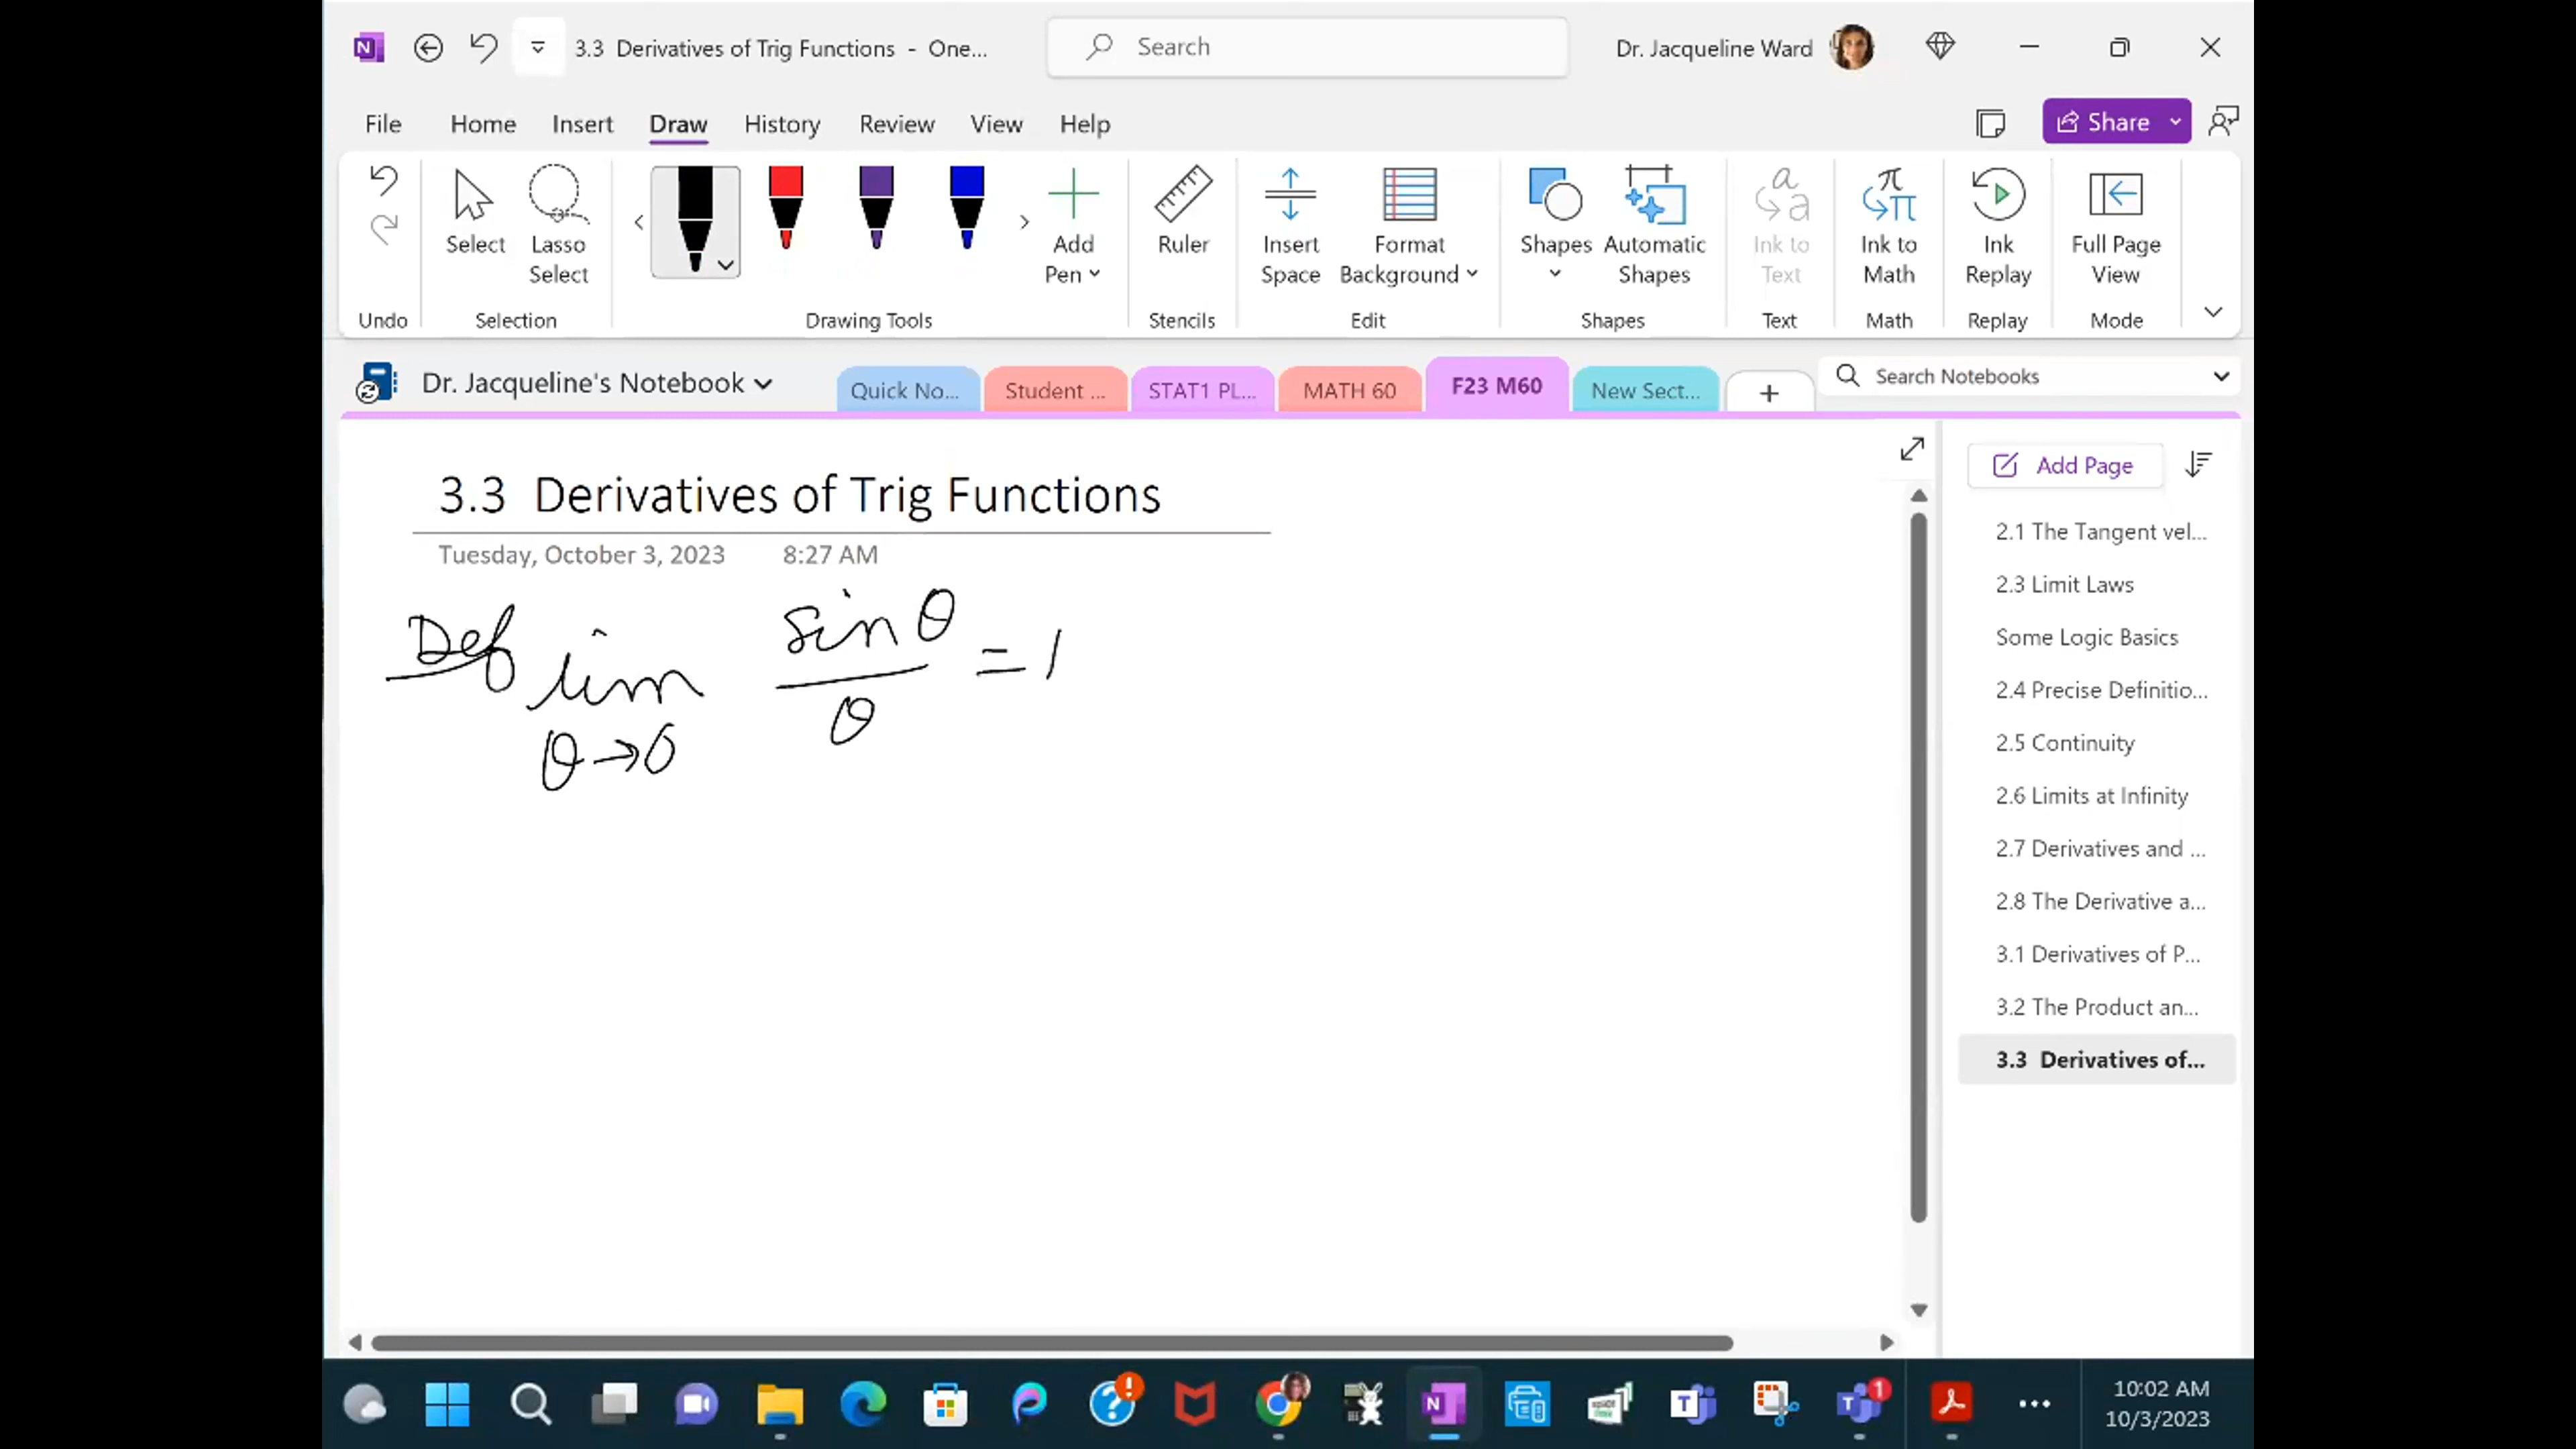 3.3 Derivatives of Trig Functions - One...
Search
Dr. Jacqueline Ward
File Home Insert Draw History Review View Help
Share
Select
Lasso Select
Add Pen
Ruler
Insert Space
Format Background
Shapes
Automatic Shapes
Ink to Text
Ink to Math
Ink Replay
Full Page View
Undo Selection Drawing Tools Stencils Edit Shapes Text Math Replay Mode
Dr. Jacqueline's Notebook
Quick No... Student ... STAT1 PL... MATH 60 F23 M60 New Sect... +
Search Notebooks
3.3 Derivatives of Trig Functions
Tuesday, October 3, 2023 8:27 AM
Def lim θ→0 sin θ / θ = 1
Add Page
2.1 The Tangent vel...
2.3 Limit Laws
Some Logic Basics
2.4 Precise Definitio...
2.5 Continuity
2.6 Limits at Infinity
2.7 Derivatives and ...
2.8 The Derivative a...
3.1 Derivatives of P...
3.2 The Product an...
3.3 Derivatives of...
10:02 AM
10/3/2023